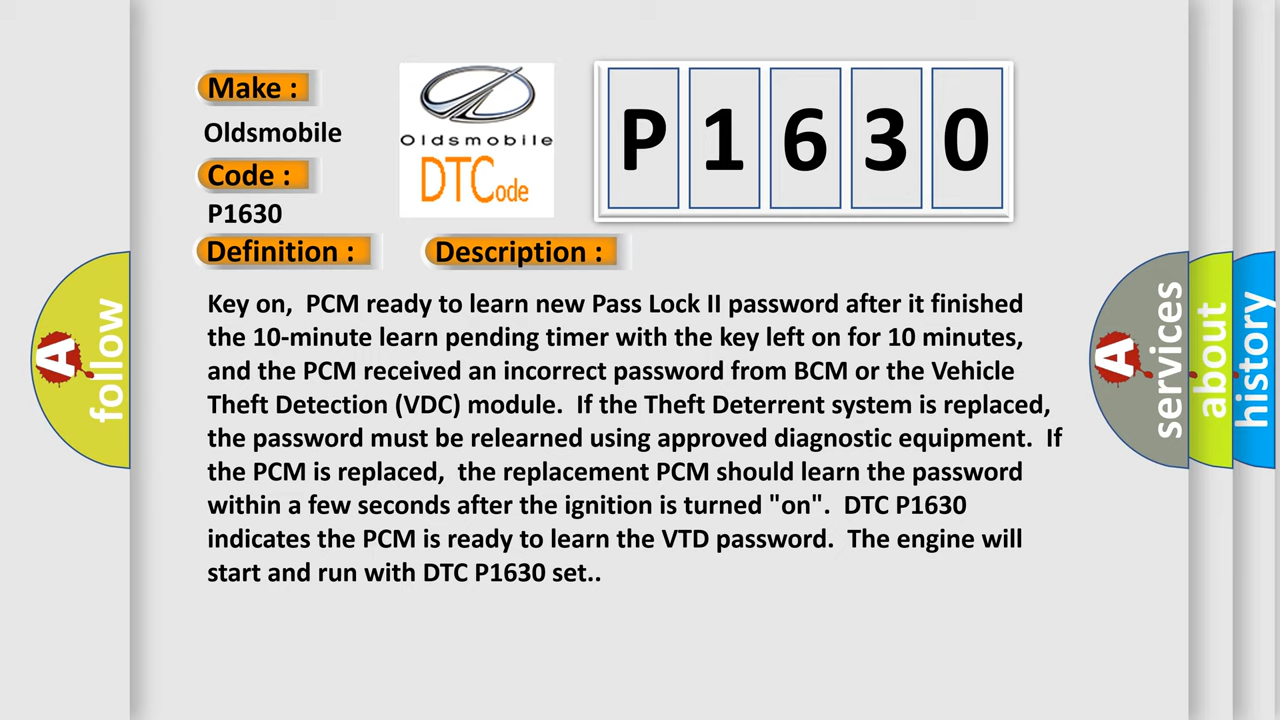 Make :
Oldsmobile
Code :
P1630
Oldsmobile
DTCode
P1630
Definition :
Description :
Key on,  PCM ready to learn new Pass Lock II password after it finished
the 10-minute learn pending timer with the key left on for 10 minutes,
and the PCM received an incorrect password from BCM or the Vehicle
Theft Detection (VDC) module.  If the Theft Deterrent system is replaced,
the password must be relearned using approved diagnostic equipment.  If
the PCM is replaced,  the replacement PCM should learn the password
within a few seconds after the ignition is turned "on".  DTC P1630
indicates the PCM is ready to learn the VTD password.  The engine will
start and run with DTC P1630 set..
A
follow
A
services
about
history